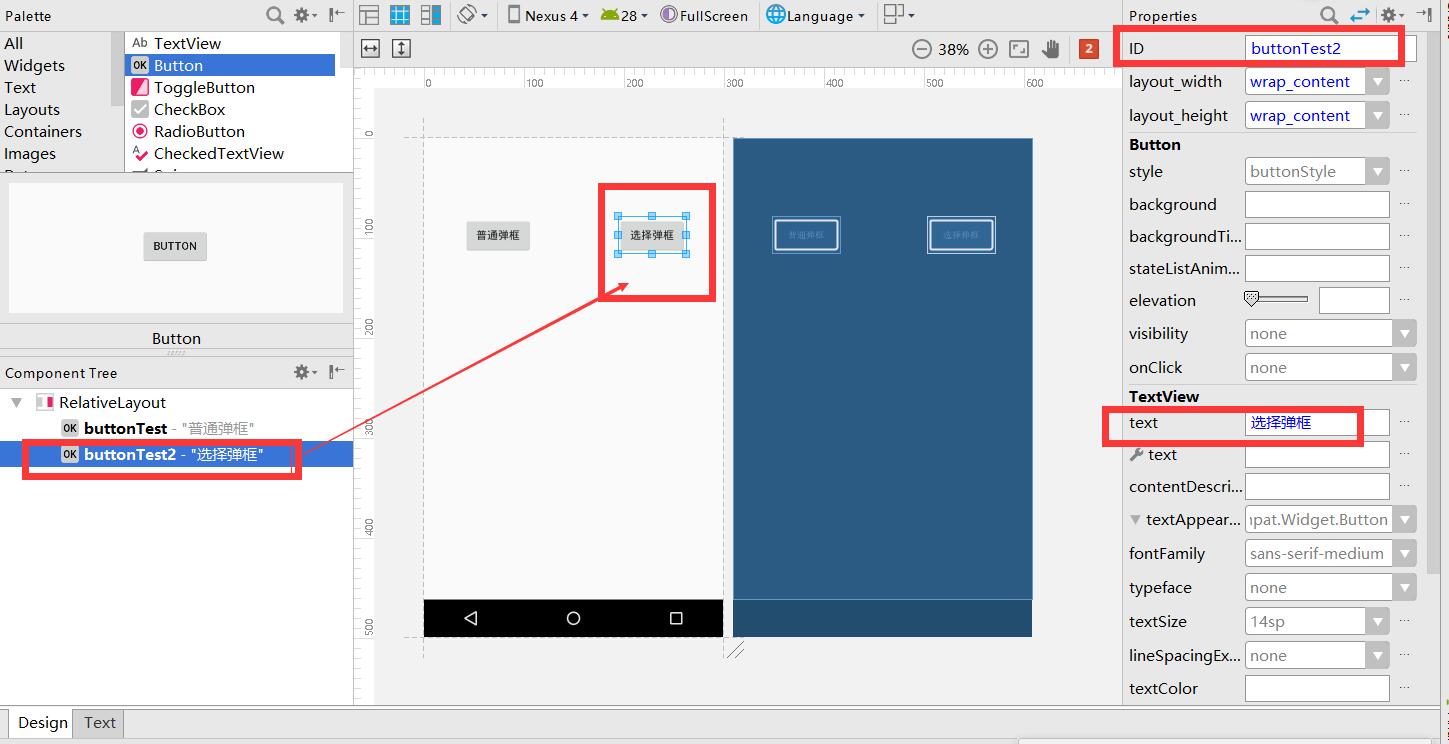 Palette
Nexus 4
28
FullScreen
Language
Properties
All
Widgets
Text
Layouts
Containers
Images
Ab TextView
OK Button
ToggleButton
CheckBox
RadioButton
CheckedTextView
BUTTON
Button
Component Tree
RelativeLayout
OK buttonTest - "普通弹框"
OK buttonTest2 - "选择弹框"
Design
Text
38%
2
0 100 200 300 400 500 600
0
100
200
300
400
500
普通弹框
选择弹框
普通弹框
选择弹框
ID buttonTest2
layout_width wrap_content ...
layout_height wrap_content ...
Button
style buttonStyle ...
background ...
backgroundTi... ...
stateListAnim... ...
elevation ...
visibility none
onClick none
TextView
text 选择弹框 ...
text ...
contentDescri... ...
textAppear... ıpat.Widget.Button
fontFamily sans-serif-medium
typeface none
textSize 14sp ...
lineSpacingEx... none ...
textColor ...